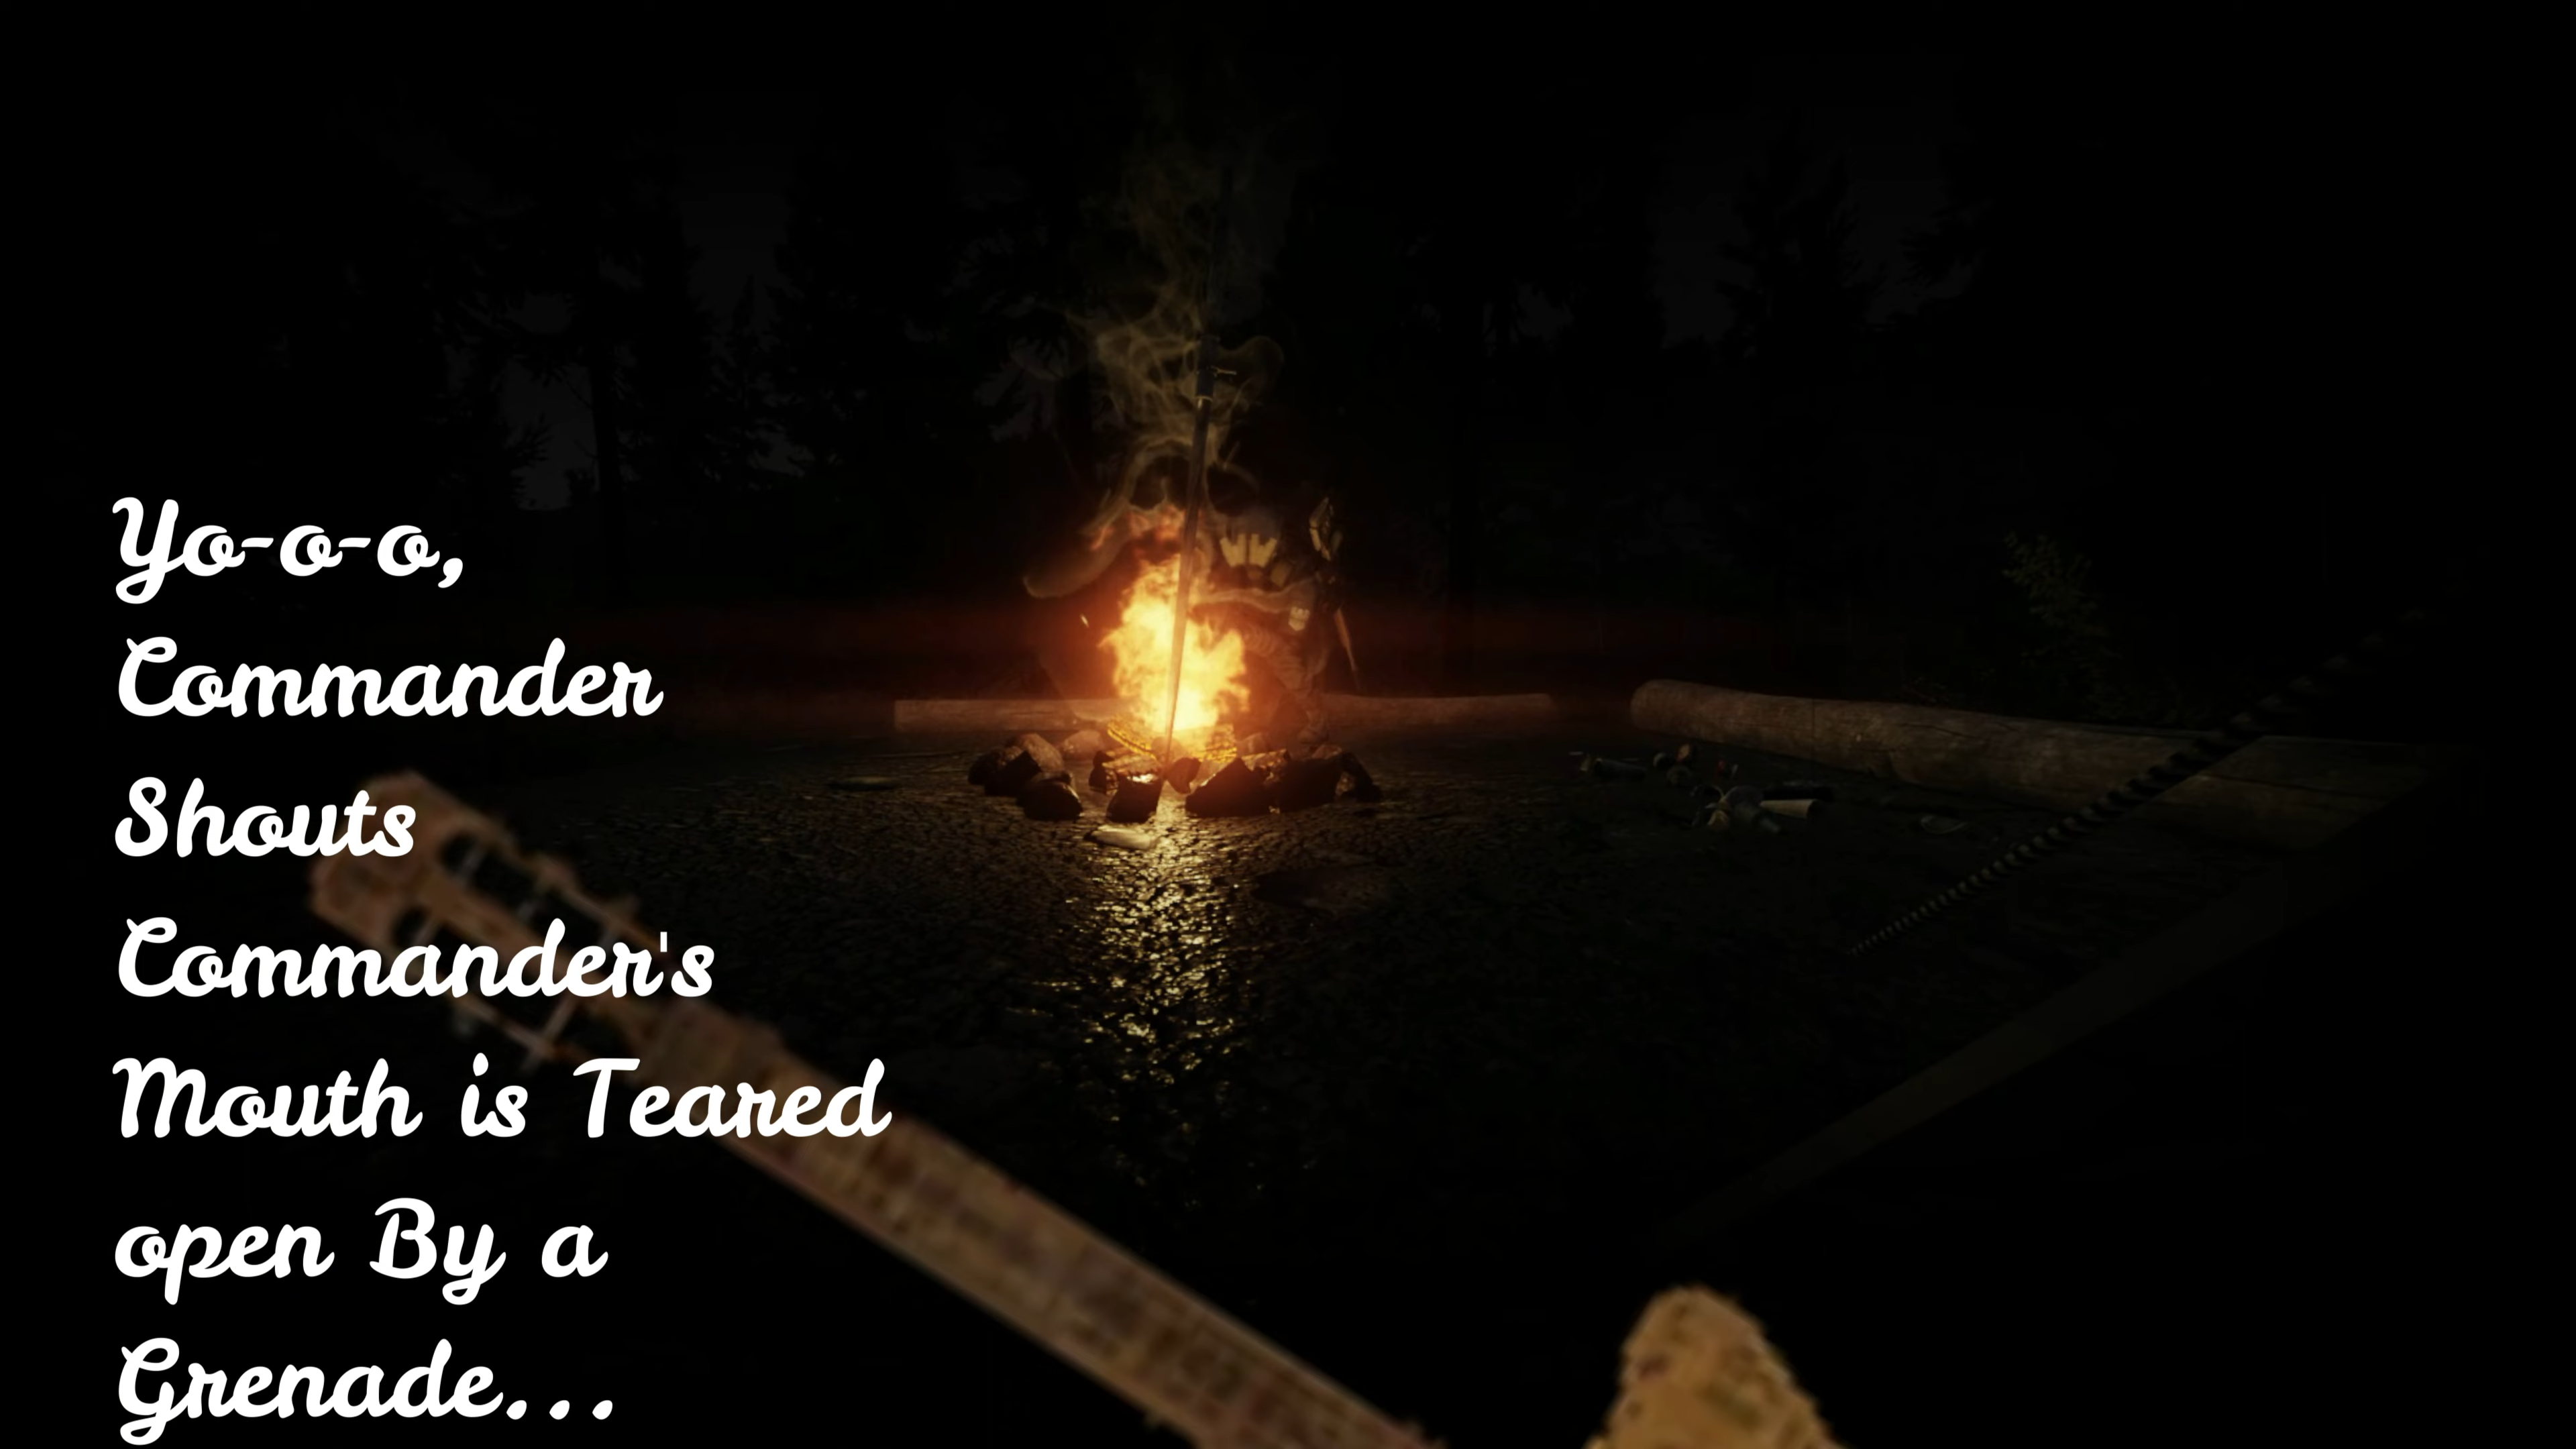 Yo-o-o,
Commander
Shouts
Commander's
Mouth is Teared
open By a
Grenade...